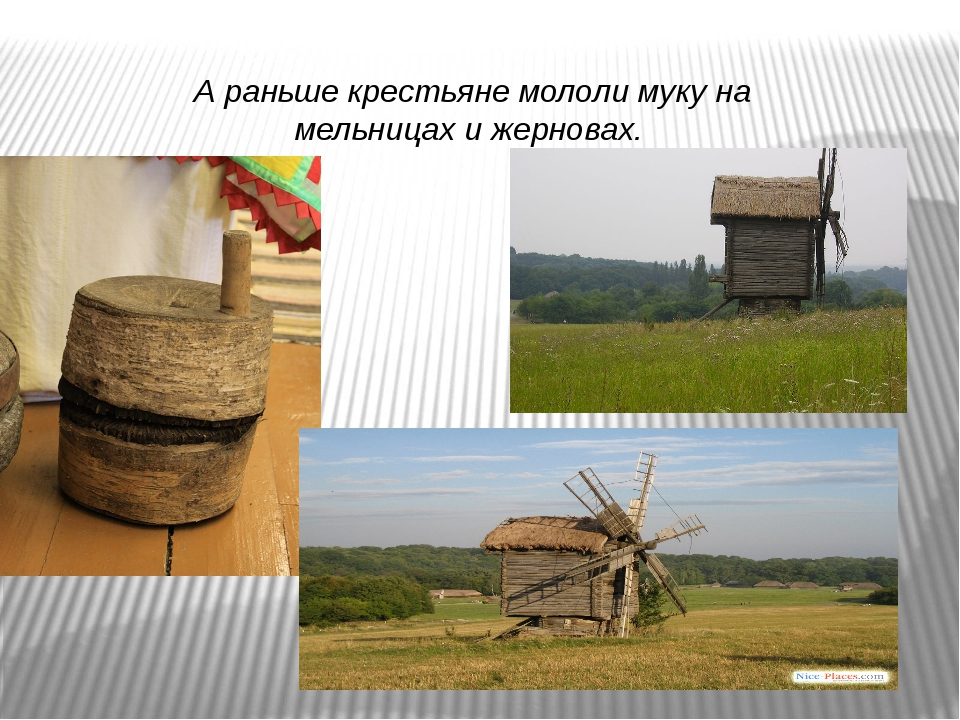 А раньше крестьяне мололи муку на
мельницах и жерновах.
Nice-Places.com